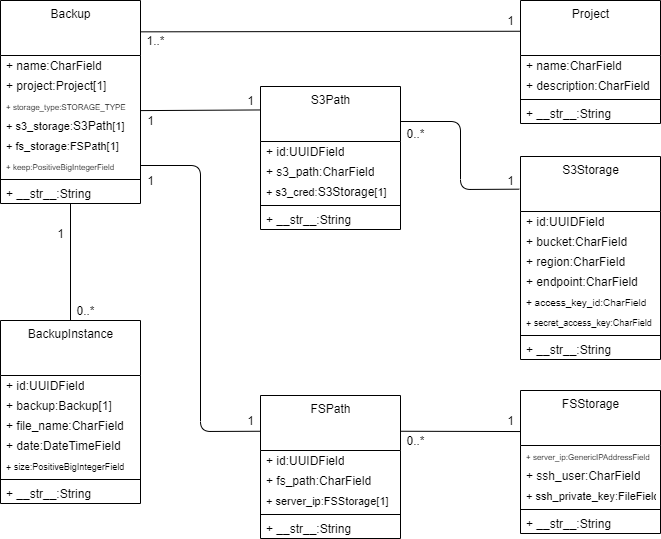 Backup
+ name:CharField
+ project:Project[1]
+ storage_type:STORAGE_TYPE
+ s3_storage:S3Path[1]
+ fs_storage:FSPath[1]
+ keep:PositiveBigIntegerField
+ __str__:String
1..*
1
Project
+ name:CharField
+ description:CharField
+ __str__:String
1
1
S3Path
+ id:UUIDField
+ s3_path:CharField
+ s3_cred:S3Storage[1]
+ __str__:String
0..*
1
S3Storage
+ id:UUIDField
+ bucket:CharField
+ region:CharField
+ endpoint:CharField
+ access_key_id:CharField
+ secret_access_key:CharField
+ __str__:String
1
1
1
0..*
BackupInstance
+ id:UUIDField
+ backup:Backup[1]
+ file_name:CharField
+ date:DateTimeField
+ size:PositiveBigIntegerField
+ __str__:String
FSPath
+ id:UUIDField
+ fs_path:CharField
+ server_ip:FSStorage[1]
+ __str__:String
0..*
1
FSStorage
+ server_ip:GenericIPAddressField
+ ssh_user:CharField
+ ssh_private_key:FileField
+ __str__:String